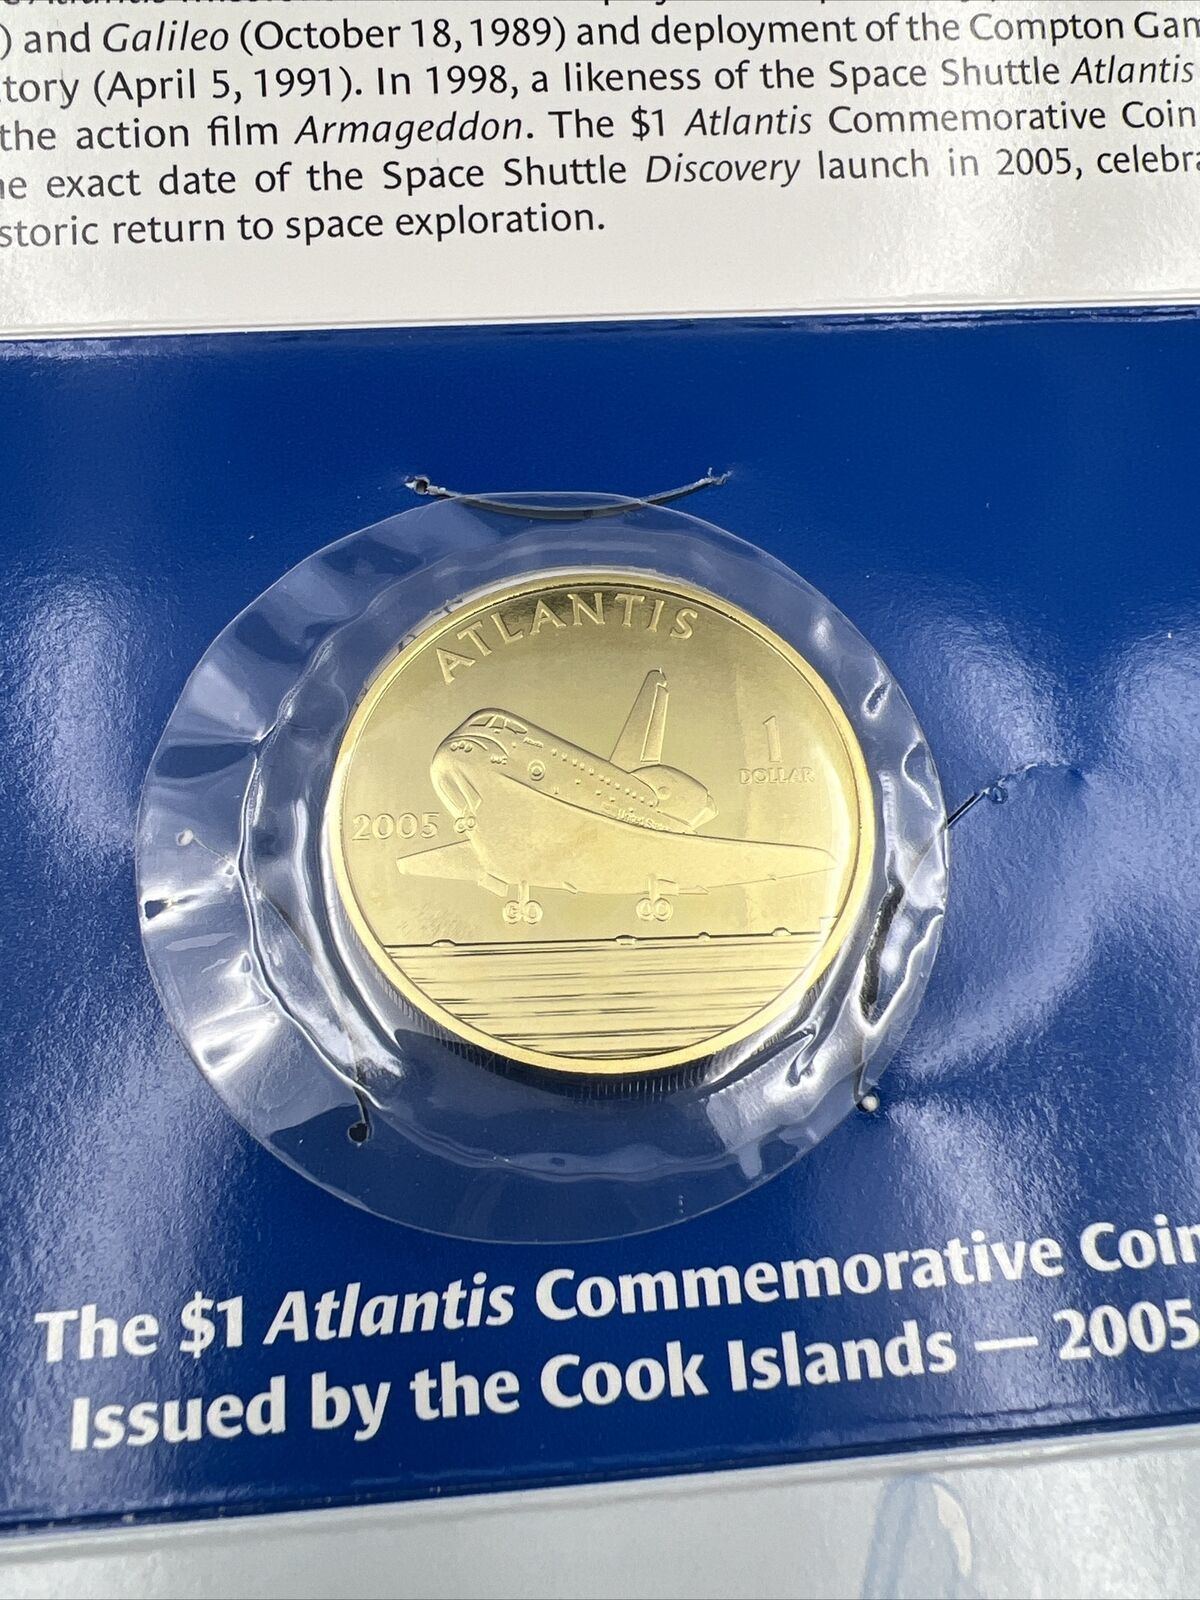 ) and Galileo (October 18, 1989) and deployment of the Compton Gam
tory (April 5, 1991). In 1998, a likeness of the Space Shuttle Atlantis
the action film Armageddon. The $1 Atlantis Commemorative Coin
e exact date of the Space Shuttle Discovery launch in 2005, celebra
storic return to space exploration.
ATLANTIS
1
DOLLAR
2005
United States
The $1 Atlantis Commemorative Coin
Issued by the Cook Islands — 2005